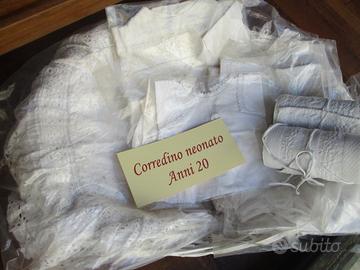 Corredino neonato
Anni 20
subito